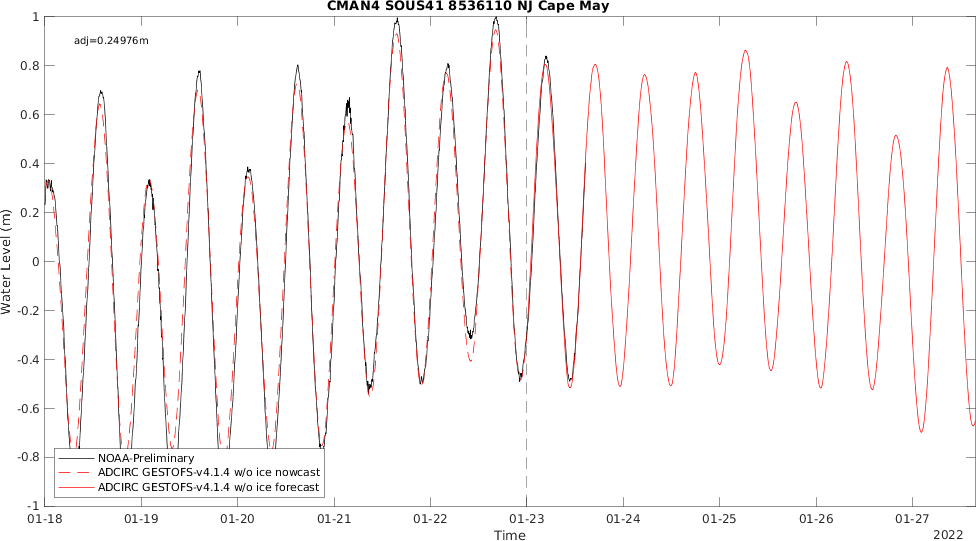 CMAN4 SOUS41 8536110 NJ Cape May
adj=0.24976m
1
0.8
0.6
0.4
0.2
0
-0.2
-0.4
-0.6
-0.8
-1
Water Level (m)
NOAA-Preliminary
ADCIRC GESTOFS-v4.1.4 w/o ice nowcast
ADCIRC GESTOFS-v4.1.4 w/o ice forecast
01-18 01-19 01-20 01-21 01-22 01-23 01-24 01-25 01-26 01-27
Time
2022